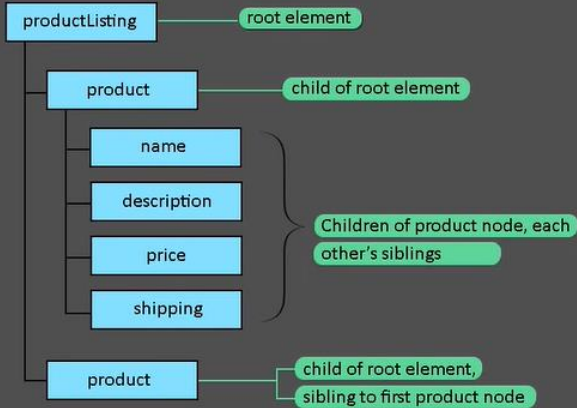 productListing
root element
product
child of root element
name
description
Children of product node, each
other's siblings
price
shipping
product
child of root element,
sibling to first product node